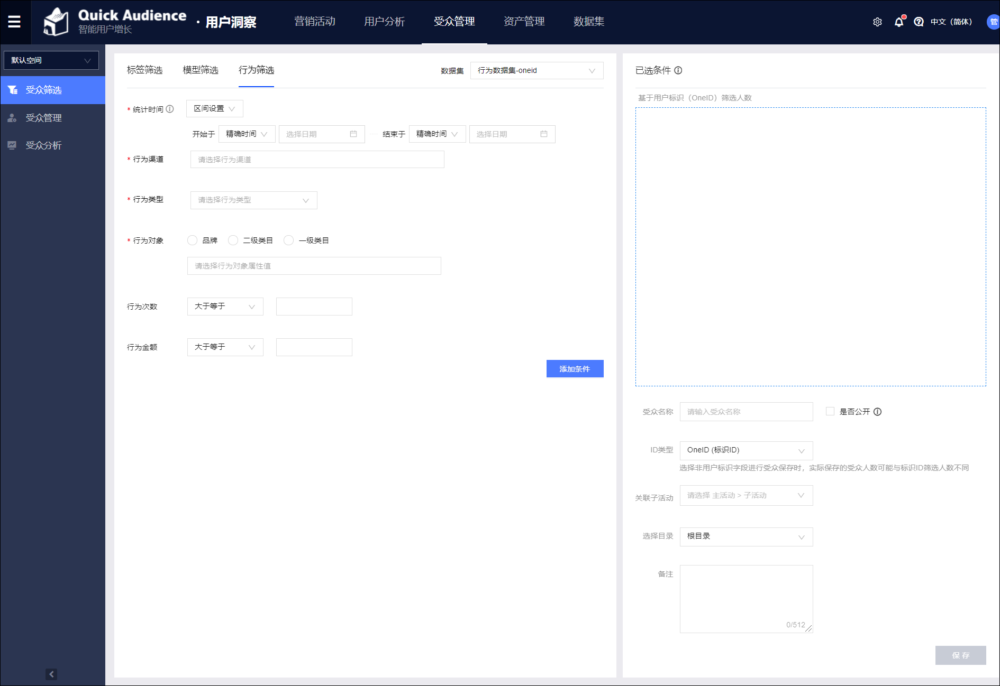 Quick Audience
智能用户增长
· 用户洞察
营销活动
用户分析
受众管理
资产管理
数据集
中文（简体）
管
默认空间
受众筛选
受众管理
受众分析
标签筛选
模型筛选
行为筛选
数据集
行为数据集-oneid
* 统计时间
区间设置
开始于
精确时间
选择日期
结束于
精确时间
选择日期
* 行为渠道
请选择行为渠道
* 行为类型
请选择行为类型
* 行为对象
品牌
二级类目
一级类目
请选择行为对象属性值
行为次数
大于等于
行为金额
大于等于
添加条件
已选条件
基于用户标识（OneID）筛选人数
受众名称
请输入受众名称
是否公开
ID类型
OneID (标识ID)
选择非用户标识字段进行受众保存时，实际保存的受众人数可能与标识ID筛选人数不同
关联子活动
请选择 主活动 > 子活动
选择目录
根目录
备注
0/512
保 存